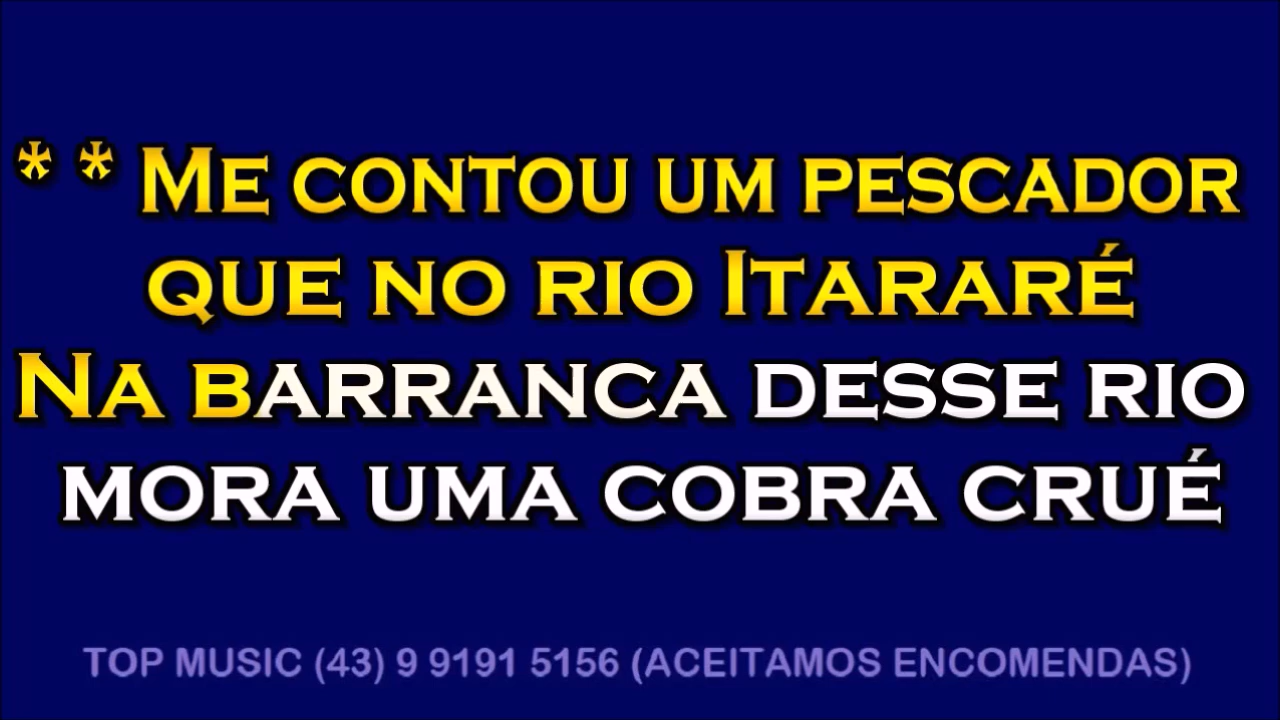 * * Me contou um pescador
que no rio Itararé
Na barranca desse rio
mora uma cobra crué
TOP MUSIC (43) 9 9191 5156 (ACEITAMOS ENCOMENDAS)